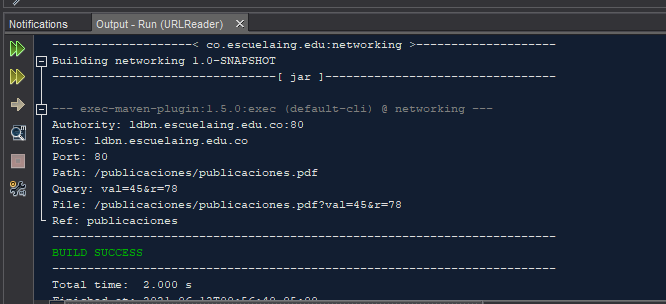 Notifications Output - Run (URLReader) ×
--------------------< co.escuelaing.edu:networking >--------------------
Building networking 1.0-SNAPSHOT
--------------------------------[ jar ]---------------------------------
--- exec-maven-plugin:1.5.0:exec (default-cli) @ networking ---
Authority: ldbn.escuelaing.edu.co:80
Host: ldbn.escuelaing.edu.co
Port: 80
Path: /publicaciones/publicaciones.pdf
Query: val=45&r=78
File: /publicaciones/publicaciones.pdf?val=45&r=78
Ref: publicaciones
------------------------------------------------------------------------
BUILD SUCCESS
------------------------------------------------------------------------
Total time:  2.000 s
Finished at: